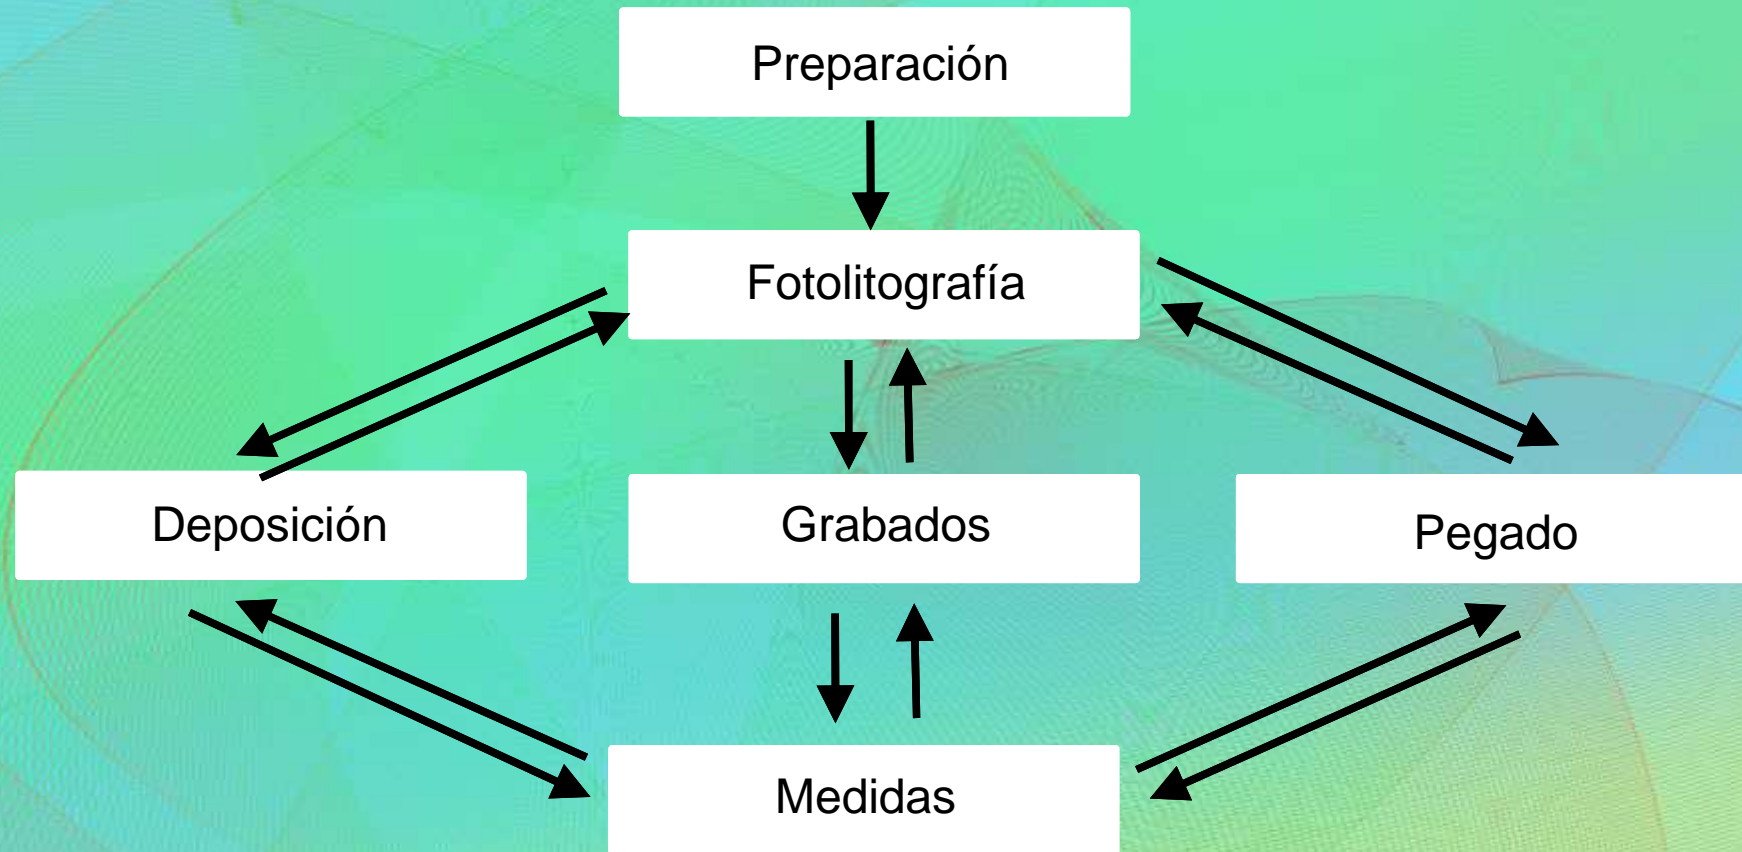 Preparación
Fotolitografía
Deposición
Grabados
Pegado
Medidas